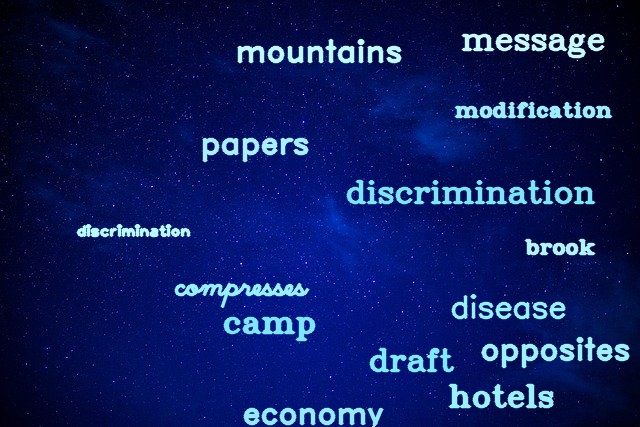 message
mountains
modification
papers
discrimination
discrimination
brook
compresses
disease
camp
opposites
draft
hotels
economy